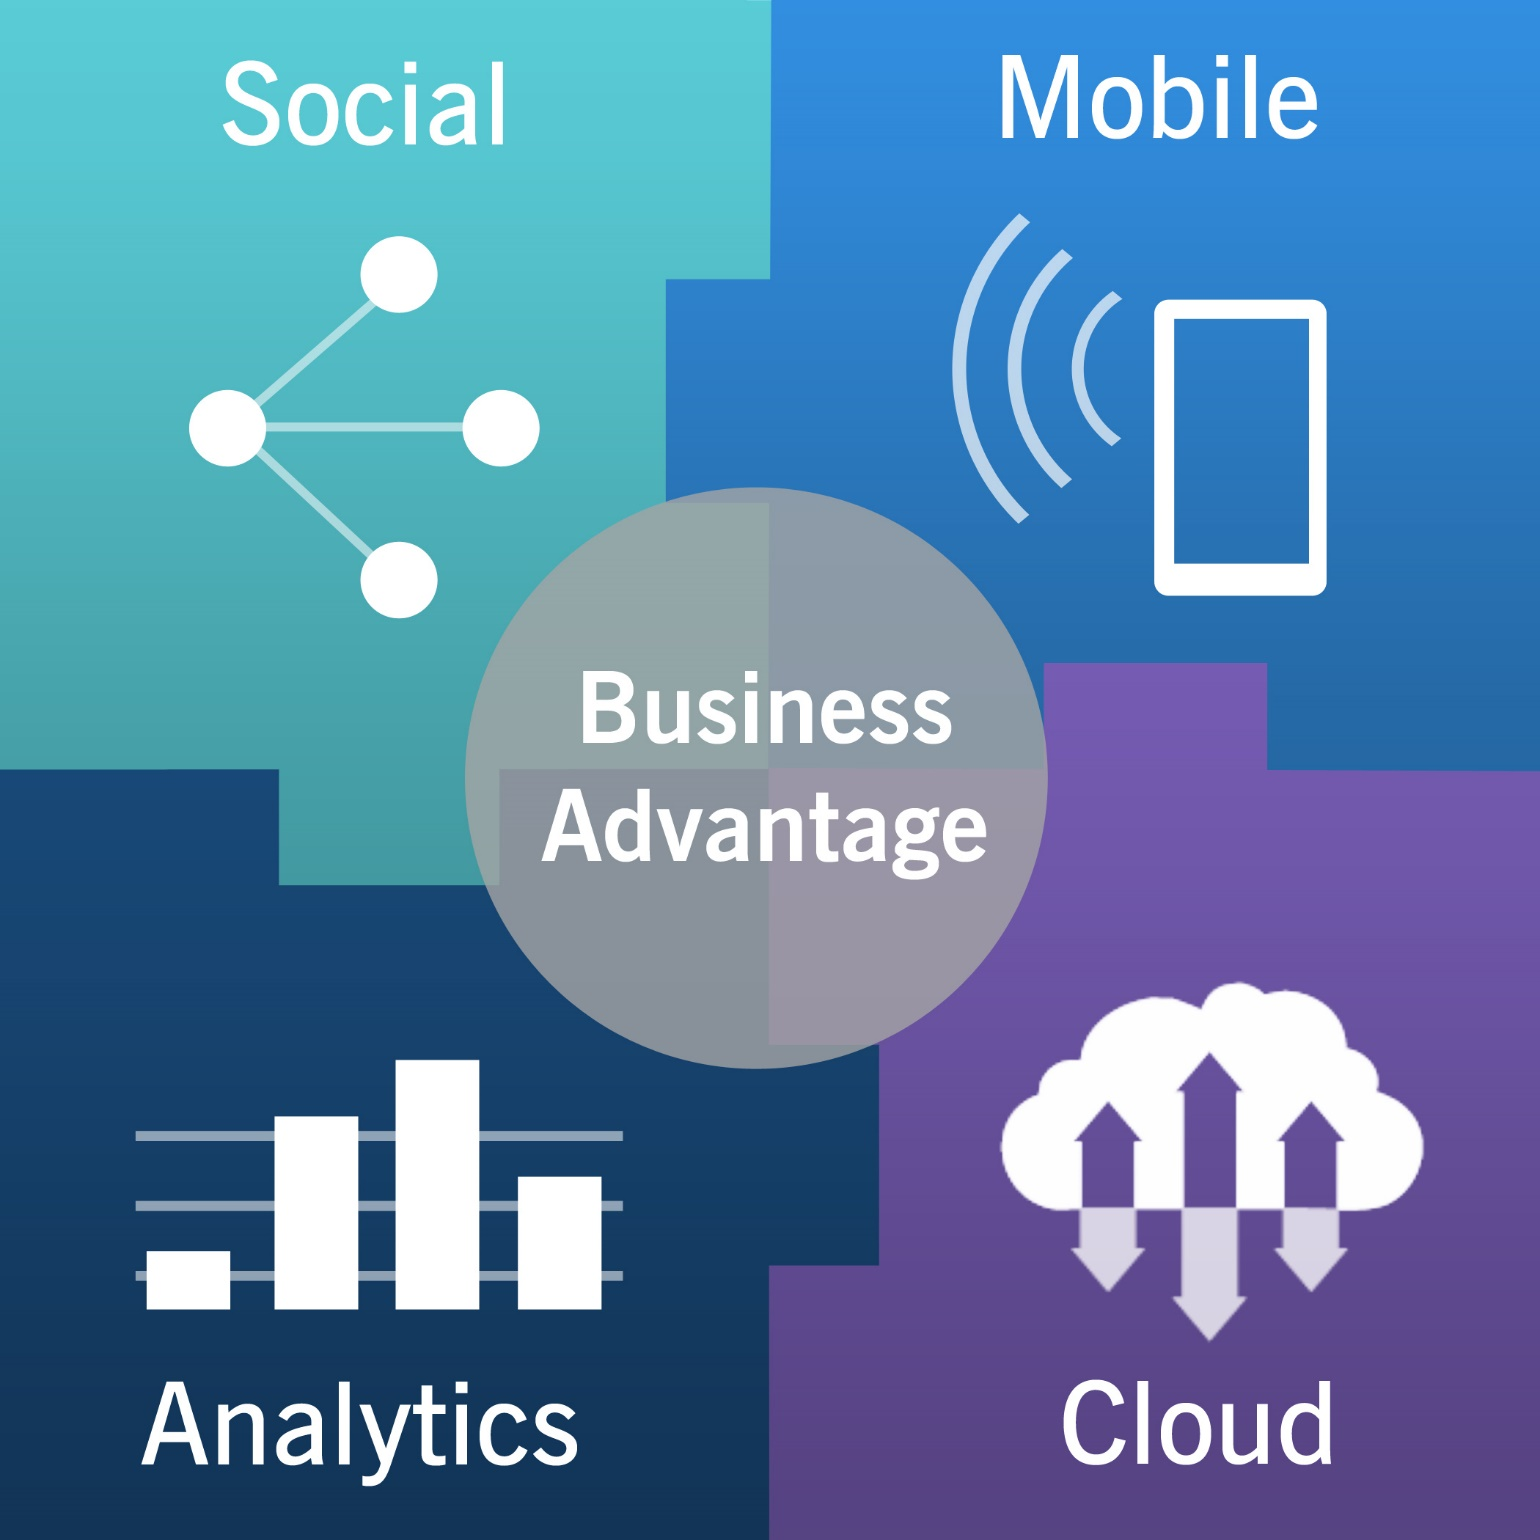 Social
Mobile
Business
Advantage
Analytics
Cloud